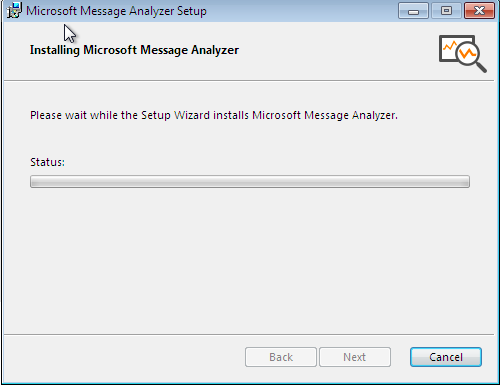 Microsoft Message Analyzer Setup
Installing Microsoft Message Analyzer
Please wait while the Setup Wizard installs Microsoft Message Analyzer.
Status:
Back Next Cancel